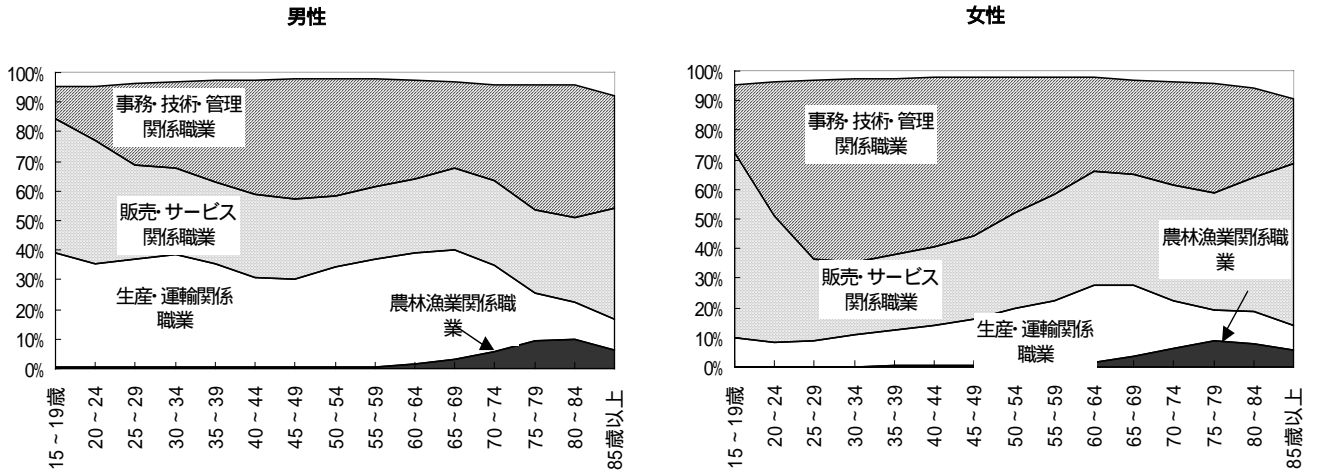 男性
100%
90%
80%
70%
60%
50%
40%
30%
20%
10%
0%
事務・技術・管理
関係職業
販売・サービス
関係職業
生産・運輸関係
職業
農林漁業関係職
業
15~19歳
20~24
25~29
30~34
35~39
40~44
45~49
50~54
55~59
60~64
65~69
70~74
75~79
80~84
85歳以上
女性
100%
90%
80%
70%
60%
50%
40%
30%
20%
10%
0%
事務・技術・管理
関係職業
販売・サービス
関係職業
生産・運輸関係
職業
農林漁業関係職
業
15~19歳
20~24
25~29
30~34
35~39
40~44
45~49
50~54
55~59
60~64
65~69
70~74
75~79
80~84
85歳以上